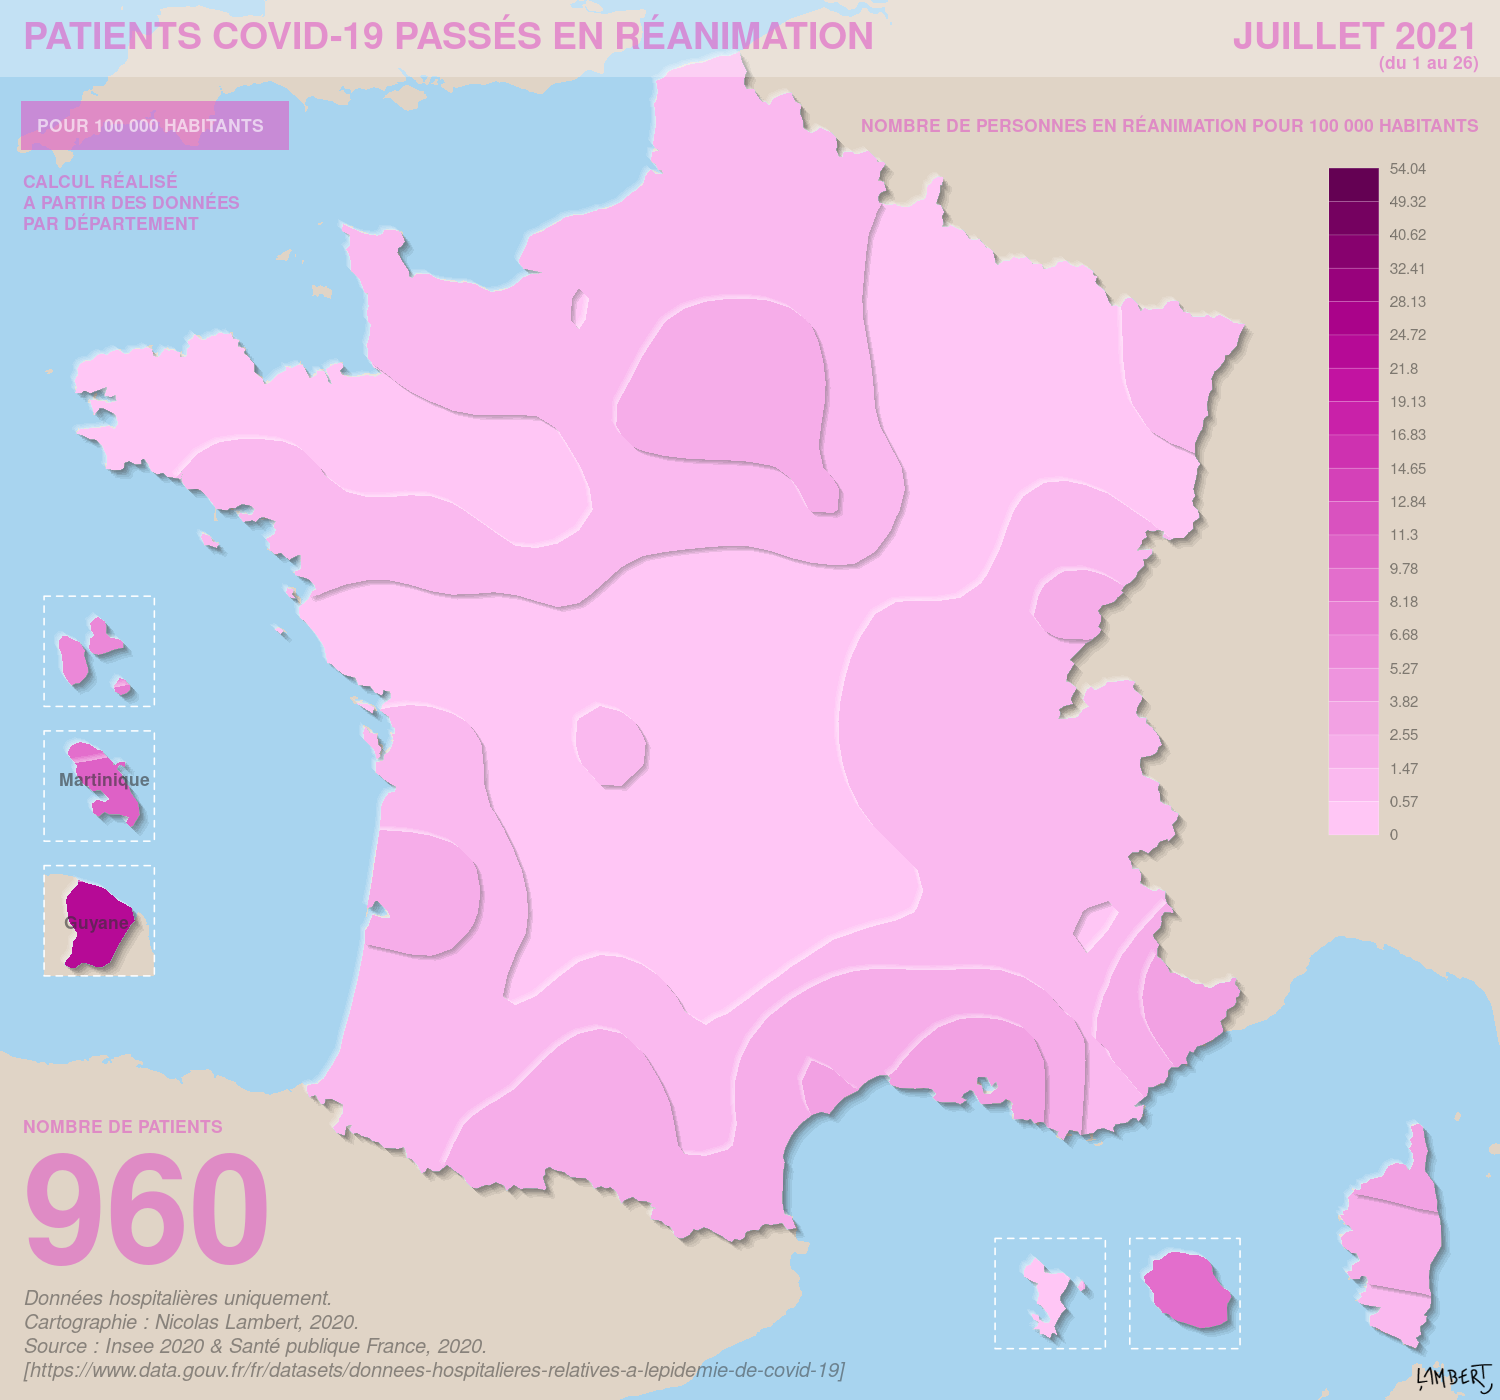 PATIENTS COVID-19 PASSÉS EN RÉANIMATION
JUILLET 2021
(du 1 au 26)
POUR 100 000 HABITANTS
CALCUL RÉALISÉ
A PARTIR DES DONNÉES
PAR DÉPARTEMENT
NOMBRE DE PERSONNES EN RÉANIMATION POUR 100 000 HABITANTS
54.04
49.32
40.62
32.41
28.13
24.72
21.8
19.13
16.83
14.65
12.84
11.3
9.78
8.18
6.68
5.27
3.82
2.55
1.47
0.57
0
Martinique
Guyane
NOMBRE DE PATIENTS
960
Données hospitalières uniquement.
Cartographie : Nicolas Lambert, 2020.
Source : Insee 2020 & Santé publique France, 2020.
[https://www.data.gouv.fr/fr/datasets/donnees-hospitalieres-relatives-a-lepidemie-de-covid-19]
LAMBERT